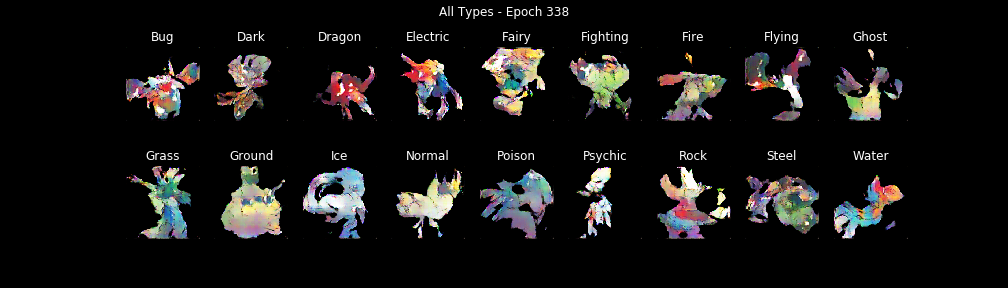 All Types - Epoch 338
Bug Dark Dragon Electric Fairy Fighting Fire Flying Ghost
Grass Ground Ice Normal Poison Psychic Rock Steel Water